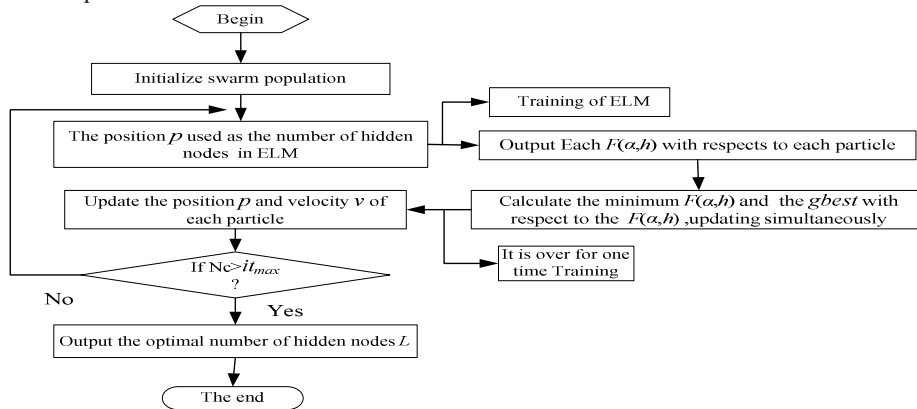 Begin
Initialize swarm population
The position p used as the number of hidden
nodes in ELM
Training of ELM
Output Each F(α,h) with respects to each particle
Calculate the minimum F(α,h) and the gbest with
respect to the F(α,h) ,updating simultaneously
It is over for one
time Training
Update the position p and velocity v of
each particle
If Nc>it_max
?
No
Yes
Output the optimal number of hidden nodes L
The end